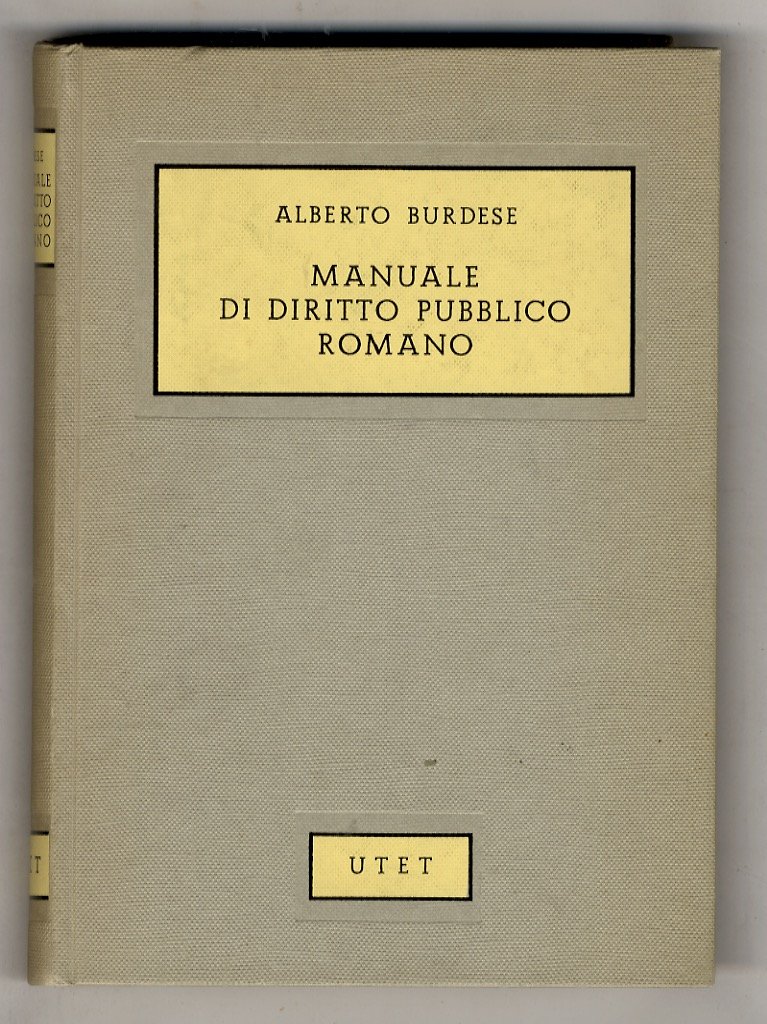 ALBERTO BURDESE
MANUALE
DI DIRITTO PUBBLICO
ROMANO
UTET